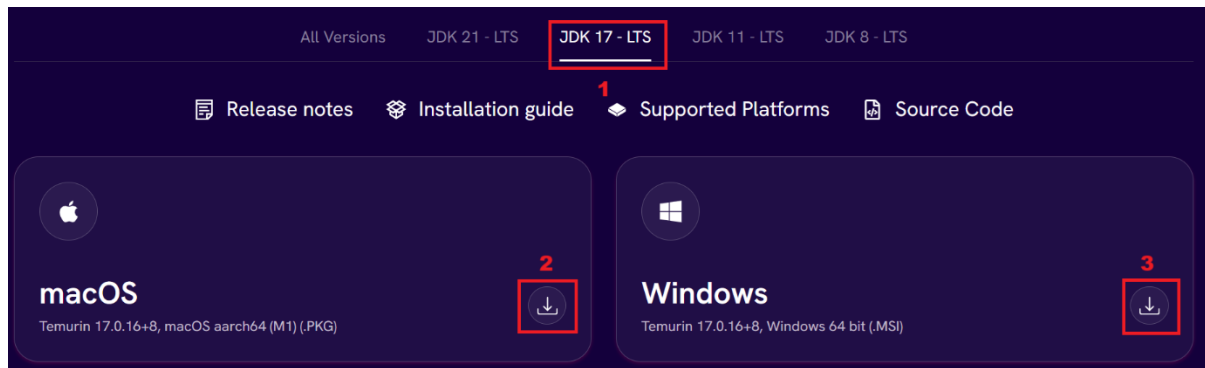 All Versions JDK 21 - LTS JDK 17 - LTS JDK 11 - LTS JDK 8 - LTS
1
Release notes Installation guide Supported Platforms Source Code
2
macOS
Temurin 17.0.16+8, macOS aarch64 (M1) (.PKG)
3
Windows
Temurin 17.0.16+8, Windows 64 bit (.MSI)